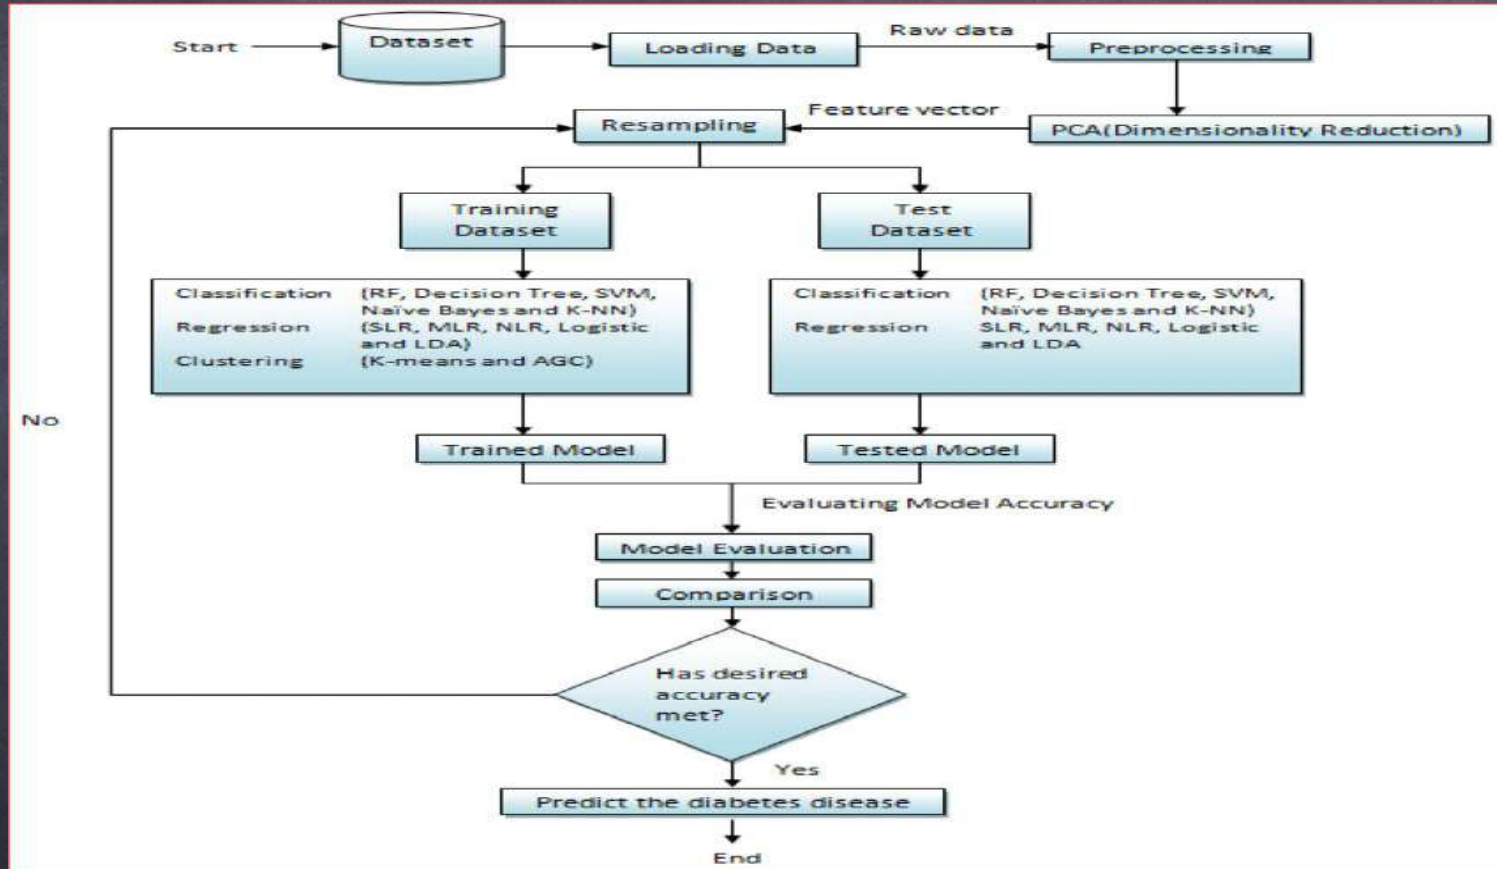 Start
Dataset
Loading Data
Raw data
Preprocessing
Feature vector
Resampling
PCA(Dimensionality Reduction)
Training
Dataset
Test
Dataset
Classification (RF, Decision Tree, SVM,
Naïve Bayes and K-NN)
Regression (SLR, MLR, NLR, Logistic
and LDA)
Clustering (K-means and AGC)
Classification (RF, Decision Tree, SVM,
Naïve Bayes and K-NN)
Regression SLR, MLR, NLR, Logistic
and LDA
No
Trained Model
Tested Model
Evaluating Model Accuracy
Model Evaluation
Comparison
Has desired
accuracy
met?
Yes
Predict the diabetes disease
End